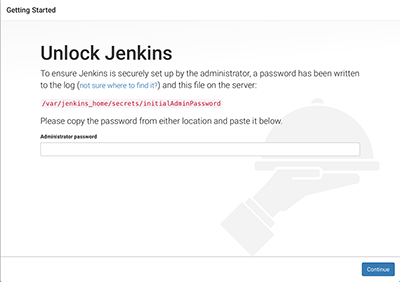 Getting Started
Unlock Jenkins
To ensure Jenkins is securely set up by the administrator, a password has been written
to the log (not sure where to find it?) and this file on the server:
/var/jenkins_home/secrets/initialAdminPassword
Please copy the password from either location and paste it below.
Administrator password
Continue